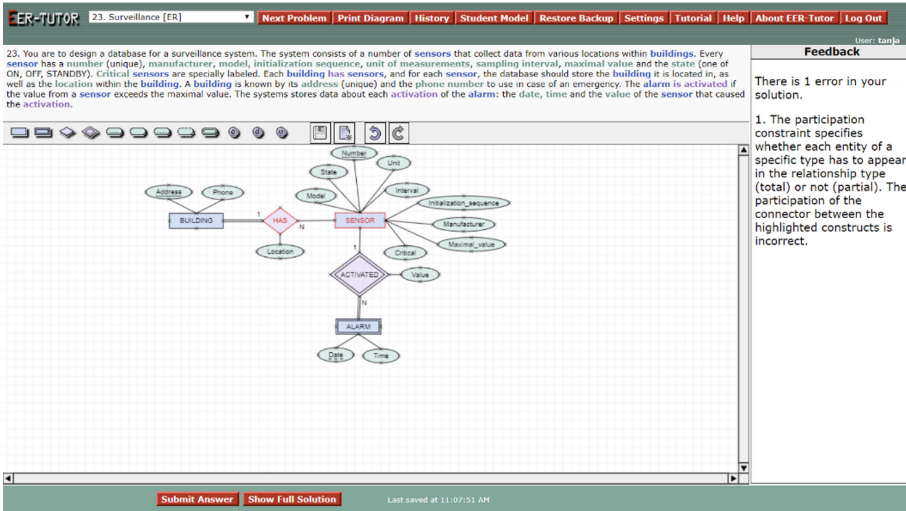 EER-TUTOR
23. Surveillance [ER]
Next Problem Print Diagram History Student Model Restore Backup Settings Tutorial Help About EER-Tutor Log Out
User: tanja
23. You are to design a database for a surveillance system. The system consists of a number of sensors that collect data from various locations within buildings. Every
sensor has a number (unique), manufacturer, model, initialization sequence, unit of measurements, sampling interval, maximal value and the state (one of
ON, OFF, STANDBY). Critical sensors are specially labeled. Each building has sensors, and for each sensor, the database should store the building it is located in, as
well as the location within the building. A building is known by its address (unique) and the phone number to use in case of an emergency. The alarm is activated if
the value from a sensor exceeds the maximal value. The systems stores data about each activation of the alarm: the date, time and the value of the sensor that caused
the activation.
Feedback
There is 1 error in your
solution.
1. The participation
constraint specifies
whether each entity of a
specific type has to appear
in the relationship type
(total) or not (partial). The
participation of the
connector between the
highlighted constructs is
incorrect.
Number
Unit
State
Interval
Model
Initialization_sequence
Address
Phone
BUILDING
1
HAS
N
SENSOR
Manufacturer
Maximal_value
Location
1
Critical
ACTIVATED
Value
N
ALARM
Date
Time
Submit Answer Show Full Solution
Last saved at 11:07:51 AM